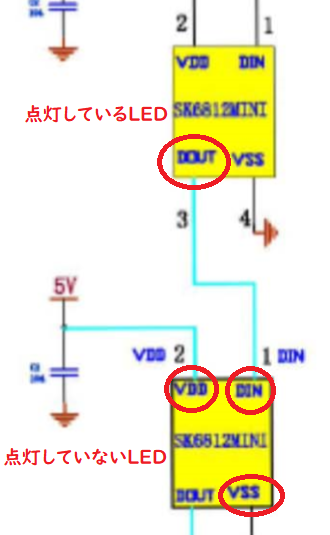 2 1
VDD DIN
点灯しているLED
SK6812MINI
DOUT VSS
3 4
5V
VDD 2 1 DIN
VDD DIN
SK6812MINI
点灯していないLED
DOUT VSS